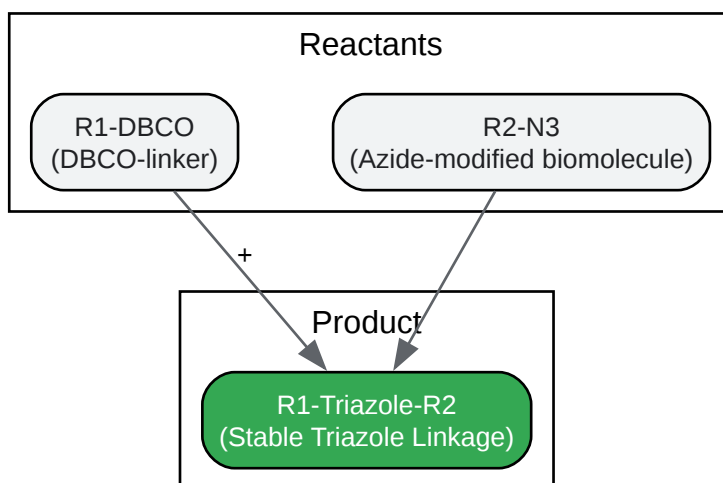 Reactants
R1-DBCO
(DBCO-linker)
R2-N3
(Azide-modified biomolecule)
+
Product
R1-Triazole-R2
(Stable Triazole Linkage)